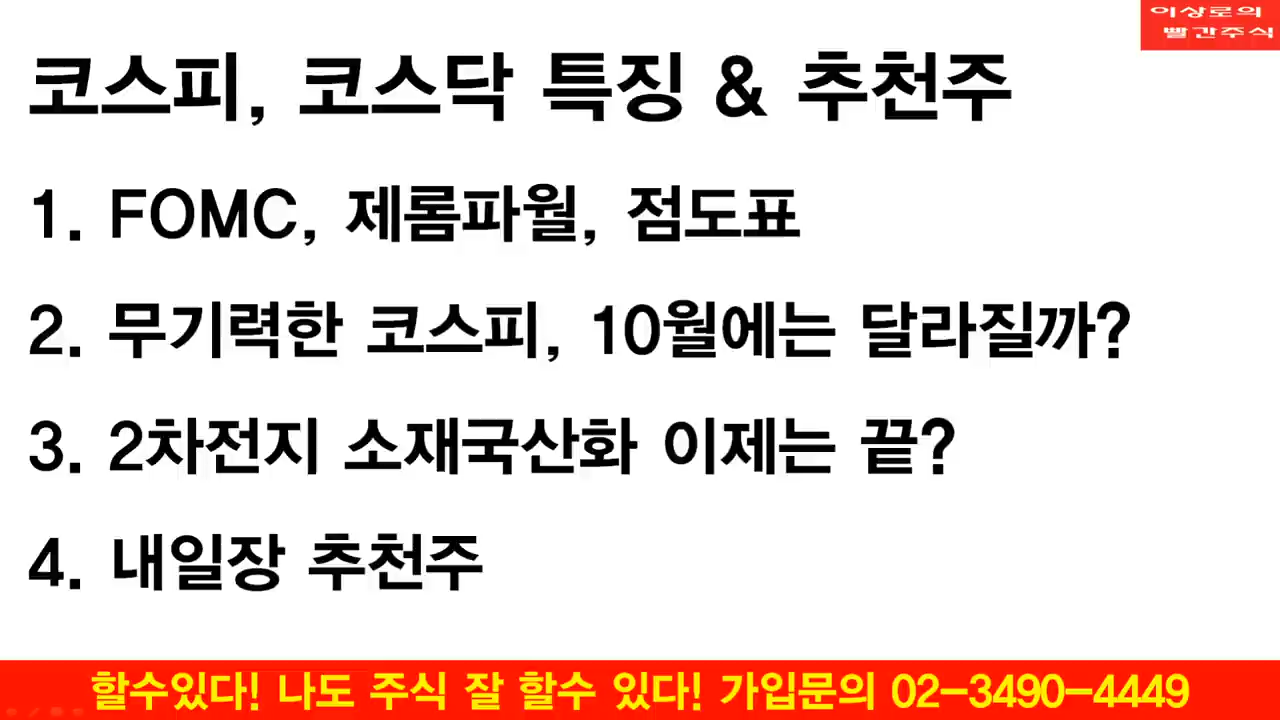 이상로의
빨간주식
코스피, 코스닥 특징 & 추천주
1. FOMC, 제롬파월, 점도표
2. 무기력한 코스피, 10월에는 달라질까?
3. 2차전지 소재국산화 이제는 끝?
4. 내일장 추천주
할수있다! 나도 주식 잘 할수 있다! 가입문의 02-3490-4449